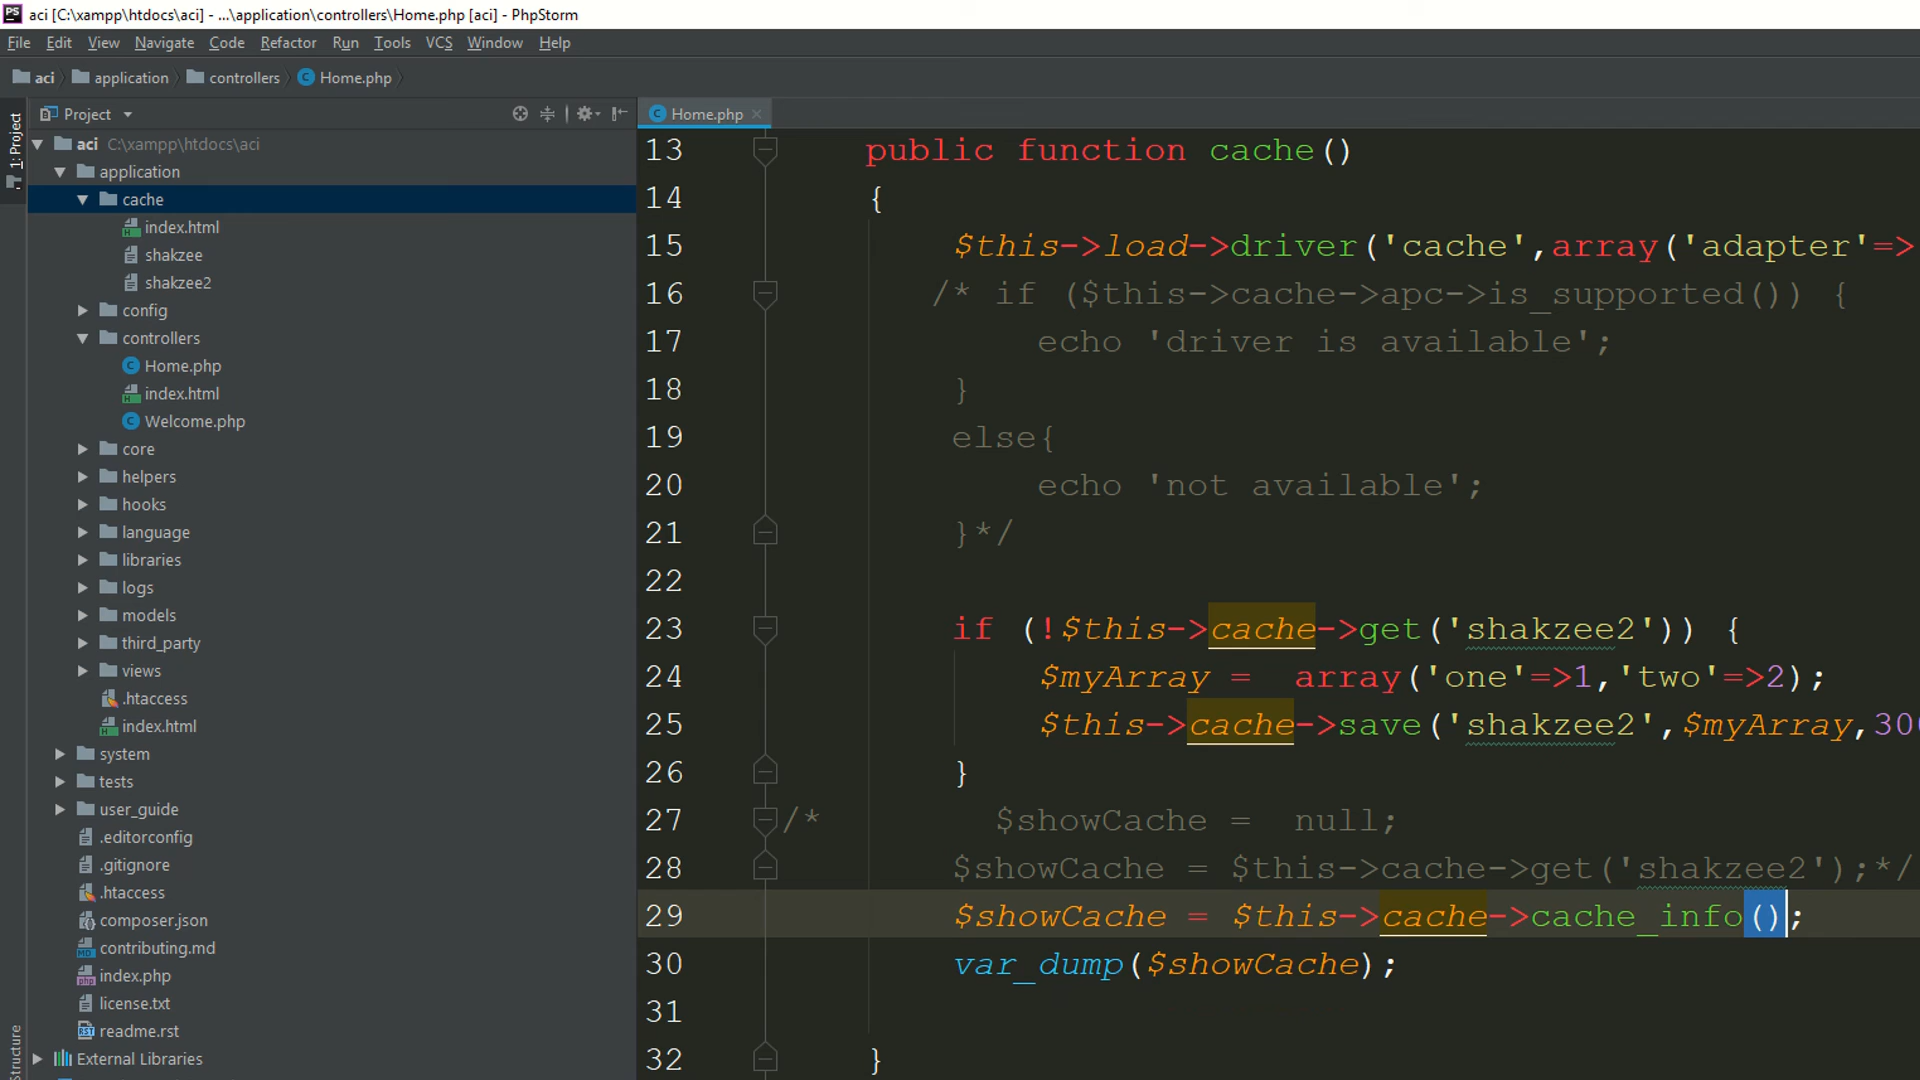 aci [C:\xampp\htdocs\aci] - ...\application\controllers\Home.php [aci] - PhpStorm
File Edit View Navigate Code Refactor Run Tools VCS Window Help
aci application controllers Home.php
1: Project
Project
Home.php
aci C:\xampp\htdocs\aci
application
cache
index.html
shakzee
shakzee2
config
controllers
Home.php
index.html
Welcome.php
core
helpers
hooks
language
libraries
logs
models
third_party
views
.htaccess
index.html
system
tests
user_guide
.editorconfig
.gitignore
.htaccess
composer.json
contributing.md
index.php
license.txt
readme.rst
External Libraries
Structure
13 public function cache()
14 {
15 $this->load->driver('cache',array('adapter'=>
16 /* if ($this->cache->apc->is_supported()) {
17 echo 'driver is available';
18 }
19 else{
20 echo 'not available';
21 }*/
22
23 if (!$this->cache->get('shakzee2')) {
24 $myArray = array('one'=>1,'two'=>2);
25 $this->cache->save('shakzee2',$myArray,30
26 }
27 /* $showCache = null;
28 $showCache = $this->cache->get('shakzee2');*/
29 $showCache = $this->cache->cache_info();
30 var_dump($showCache);
31
32 }